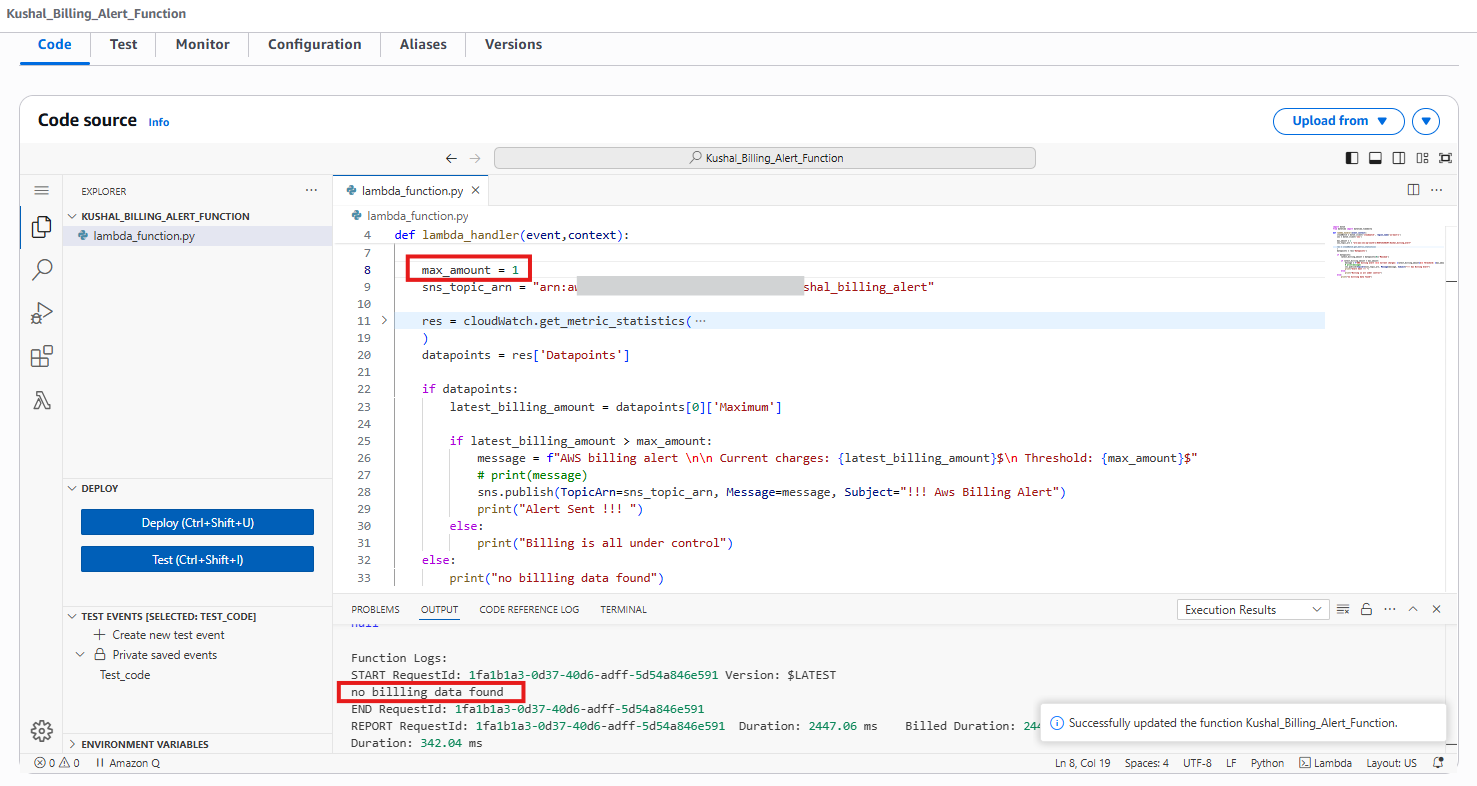 Kushal_Billing_Alert_Function
Code Test Monitor Configuration Aliases Versions
Code source Info
Upload from
Kushal_Billing_Alert_Function
EXPLORER
lambda_function.py
KUSHAL_BILLING_ALERT_FUNCTION
lambda_function.py
lambda_function.py
4 def lambda_handler(event,context):
7
8 max_amount = 1
9 sns_topic_arn = "arn:aw shal_billing_alert"
10
11 res = cloudWatch.get_metric_statistics( ···
19 )
20 datapoints = res['Datapoints']
21
22 if datapoints:
23 latest_billing_amount = datapoints[0]['Maximum']
24
25 if latest_billing_amount > max_amount:
26 message = f"AWS billing alert \n\n Current charges: {latest_billing_amount}$\n Threshold: {max_amount}$"
27 # print(message)
28 sns.publish(TopicArn=sns_topic_arn, Message=message, Subject="!!! Aws Billing Alert")
29 print("Alert Sent !!! ")
30 else:
31 print("Billing is all under control")
32 else:
33 print("no billling data found")
DEPLOY
Deploy (Ctrl+Shift+U)
Test (Ctrl+Shift+I)
TEST EVENTS [SELECTED: TEST_CODE]
Create new test event
Private saved events
Test_code
ENVIRONMENT VARIABLES
PROBLEMS OUTPUT CODE REFERENCE LOG TERMINAL
Execution Results
null
Function Logs:
START RequestId: 1fa1b1a3-0d37-40d6-adff-5d54a846e591 Version: $LATEST
no billling data found
END RequestId: 1fa1b1a3-0d37-40d6-adff-5d54a846e591
REPORT RequestId: 1fa1b1a3-0d37-40d6-adff-5d54a846e591 Duration: 2447.06 ms Billed Duration: 244
Duration: 342.04 ms
Successfully updated the function Kushal_Billing_Alert_Function.
0 0 Amazon Q
Ln 8, Col 19 Spaces: 4 UTF-8 LF Python Lambda Layout: US